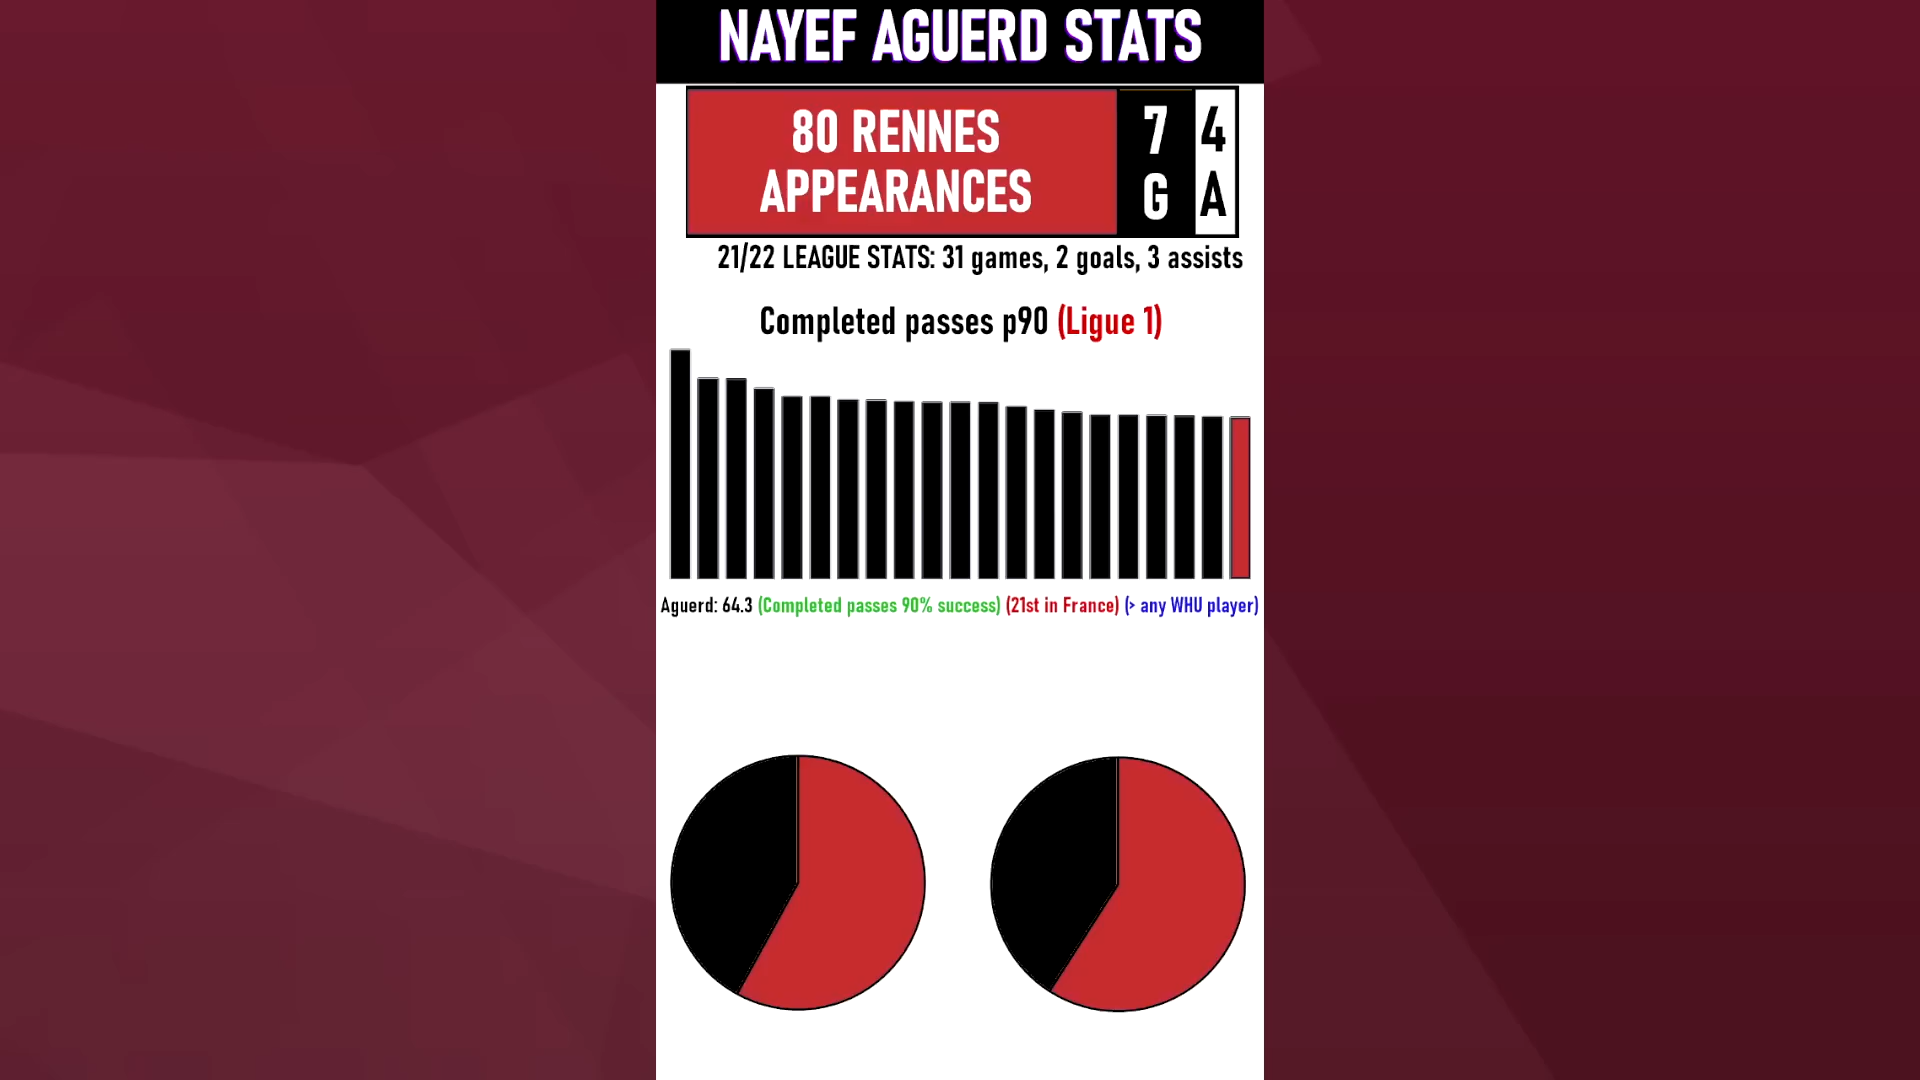 NAYEF AGUERD STATS
80 RENNES
APPEARANCES
7
G
4
A
21/22 LEAGUE STATS: 31 games, 2 goals, 3 assists
Completed passes p90 (Ligue 1)
Aguerd: 64.3 (Completed passes 90% success) (21st in France) (> any WHU player)